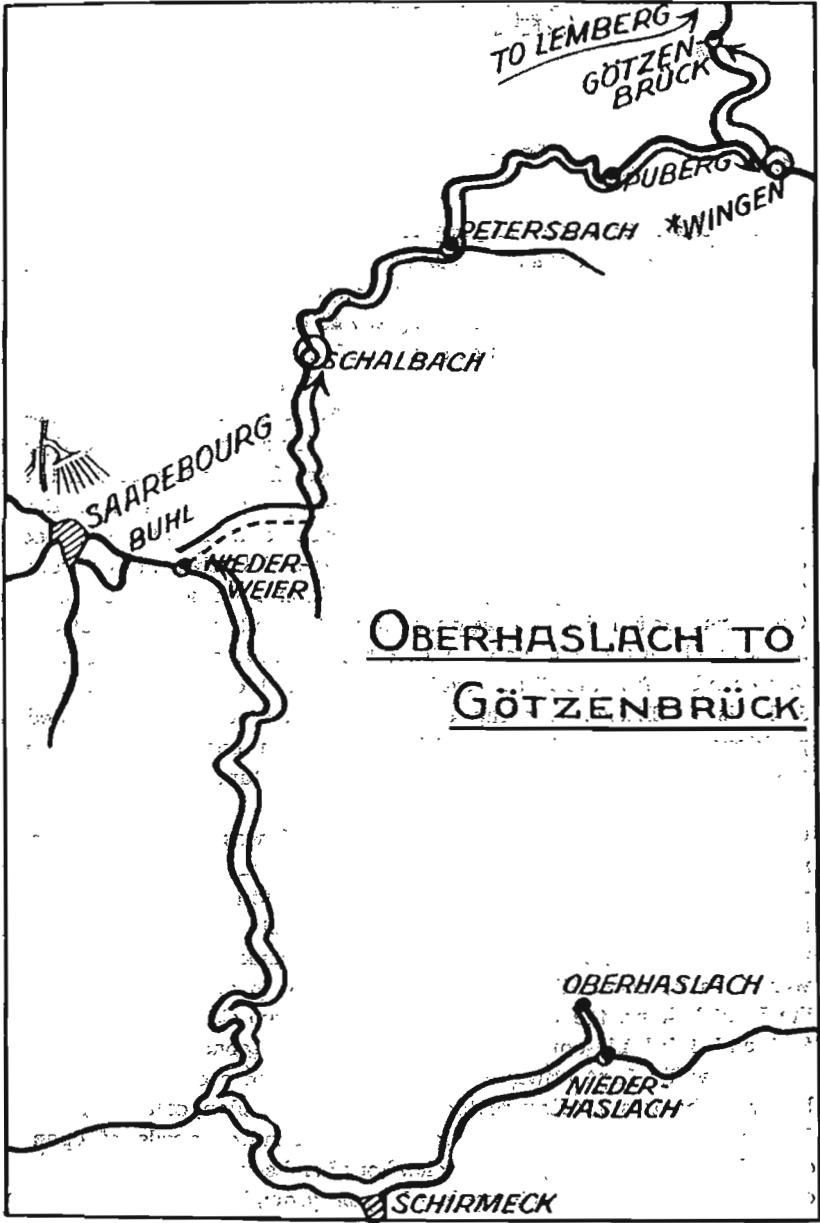 TO LEMBERG
GÖTZEN
BRÜCK
PUBERG
*WINGEN
PETERSBACH
SCHALBACH
SAAREBOURG
BUHL
NIEDER-
WEIER
OBERHASLACH TO
GÖTZENBRÜCK
OBERHASLACH
NIEDER-
HASLACH
SCHIRMECK